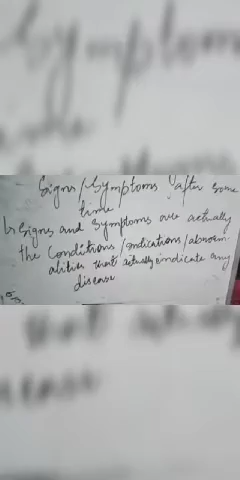 Signs/Symptoms after some
time
↳ Signs and Symptoms are actually
the conditions/indications/abnorm-
alities that actually indicate any
disease